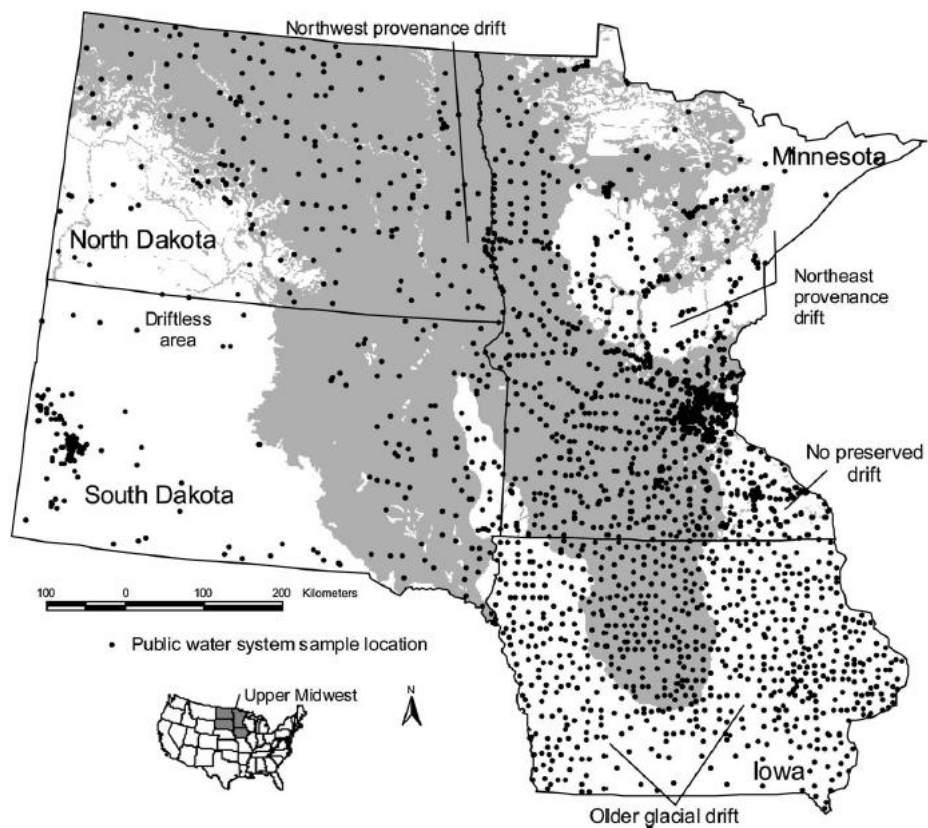 Northwest provenance drift
Minnesota
North Dakota
Northeast
provenance
drift
Driftless
area
No preserved
drift
South Dakota
100 0 100 200 Kilometers
• Public water system sample location
Upper Midwest
N
Iowa
Older glacial drift